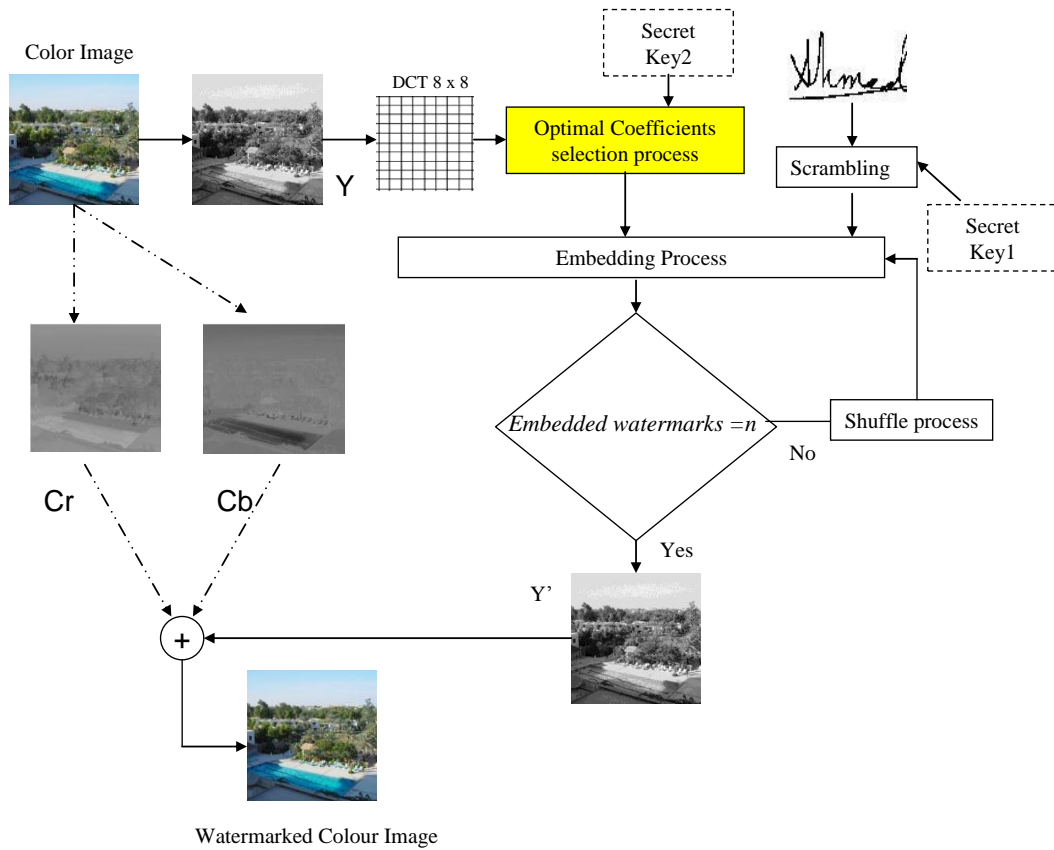 Color Image
Secret
Key2
Ahmed
DCT 8 x 8
Optimal Coefficients
selection process
Y
Scrambling
Secret
Key1
Embedding Process
Embedded watermarks =n
No
Shuffle process
Cr
Cb
Yes
Y’
+
Watermarked Colour Image